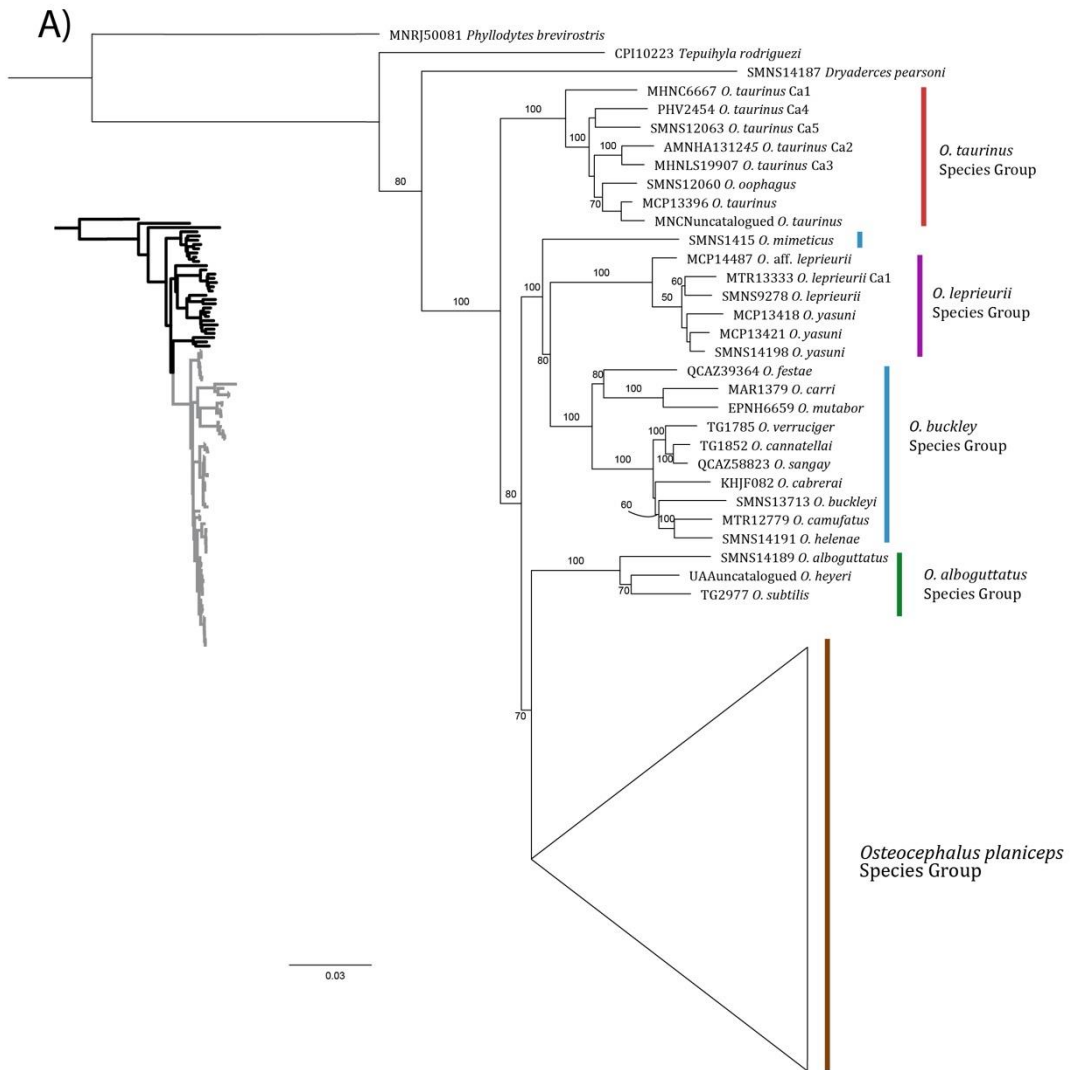 A)
MNRJ50081 Phyllodytes brevirostris
CPI10223 Tepuihyla rodriguezi
SMNS14187 Dryaderces pearsoni
MHNC6667 O. taurinus Ca1
100
PHV2454 O. taurinus Ca4
SMNS12063 O. taurinus Ca5
100
AMNHA131245 O. taurinus Ca2
100
MHNLS19907 O. taurinus Ca3
O. taurinus
Species Group
80
SMNS12060 O. oophagus
MCP13396 O. taurinus
70
MNCNuncatalogued O. taurinus
SMNS1415 O. mimeticus
MCP14487 O. aff. leprieurii
100
MTR13333 O. leprieurii Ca1
60
SMNS9278 O. leprieurii
50
100
MCP13418 O. yasuni
MCP13421 O. yasuni
SMNS14198 O. yasuni
O. leprieurii
Species Group
80
QCAZ39364 O. festae
80
MAR1379 O. carri
100
EPNH6659 O. mutabor
100
TG1785 O. verruciger
100
TG1852 O. cannatellai
100
QCAZ58823 O. sangay
100
O. buckley
Species Group
KHJF082 O. cabrerai
80
SMNS13713 O. buckleyi
60
MTR12779 O. camufatus
100
SMNS14191 O. helenae
SMNS14189 O. alboguttatus
100
UAAuncatalogued O. heyeri
70
TG2977 O. subtilis
O. alboguttatus
Species Group
70
Osteocephalus planiceps
Species Group
0.03